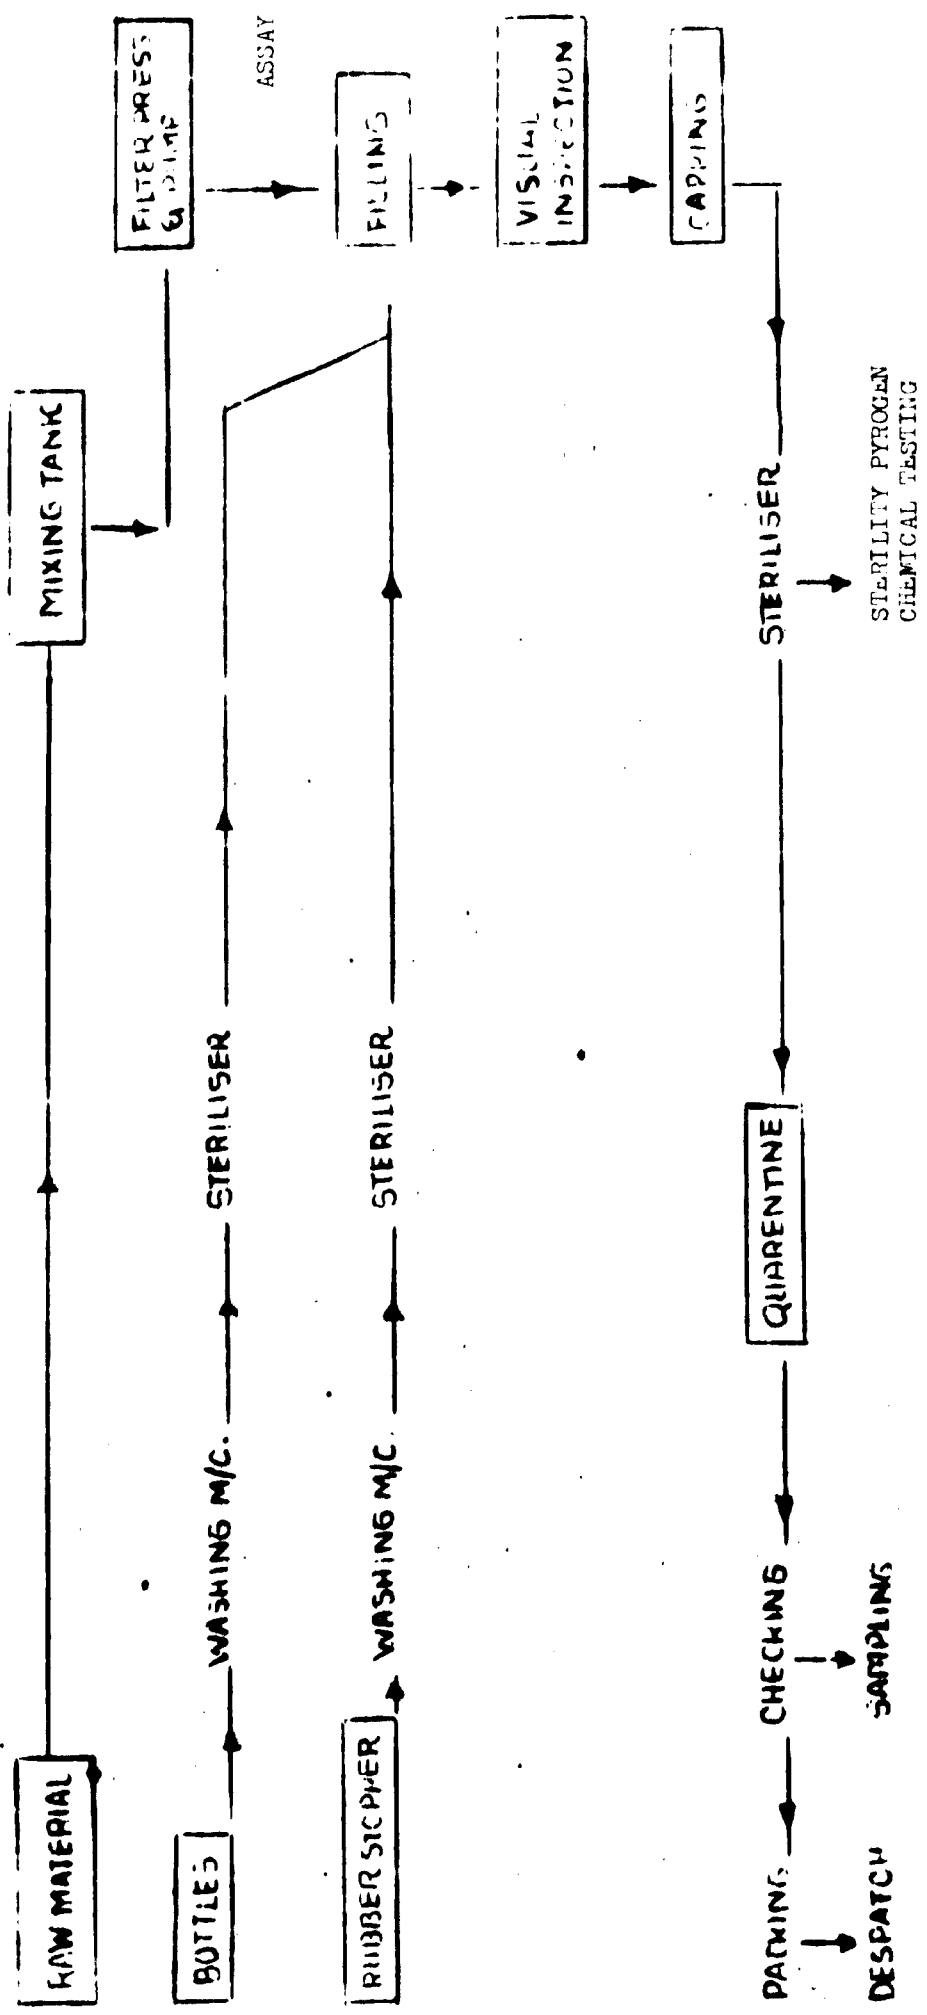 RAW MATERIAL
MIXING TANK
FILTER PRESS
& PUMP
ASSAY
BOTTLES
WASHING M/C.
STERILISER
RUBBER STOPPER
WASHING M/C.
STERILISER
FILLING
VISUAL
INSPECTION
CAPPING
STERILISER
STERILITY PYROGEN
CHEMICAL TESTING
QUARENTINE
CHECKING
SAMPLING
PACKING
DESPATCH